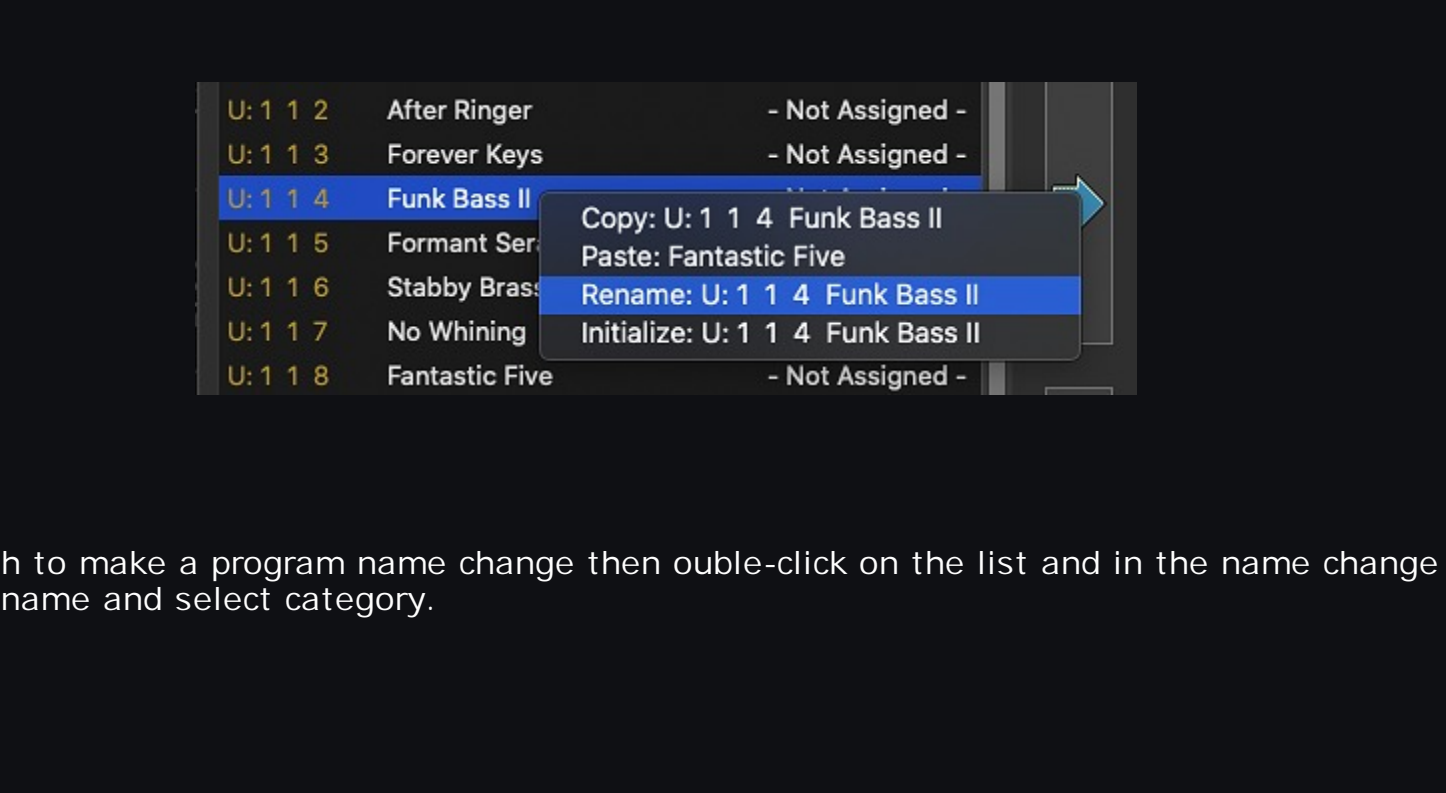 U: 1 1 2 After Ringer - Not Assigned -
U: 1 1 3 Forever Keys - Not Assigned -
U: 1 1 4 Funk Bass II
Copy: U: 1 1 4 Funk Bass II
U: 1 1 5 Formant
Paste: Fantastic Five
U: 1 1 6 Stabby
Rename: U: 1 1 4 Funk Bass II
U: 1 1 7 No Whining
Initialize: U: 1 1 4 Funk Bass II
U: 1 1 8 Fantastic Five - Not Assigned -
h to make a program name change then ouble-click on the list and in the name change
name and select category.